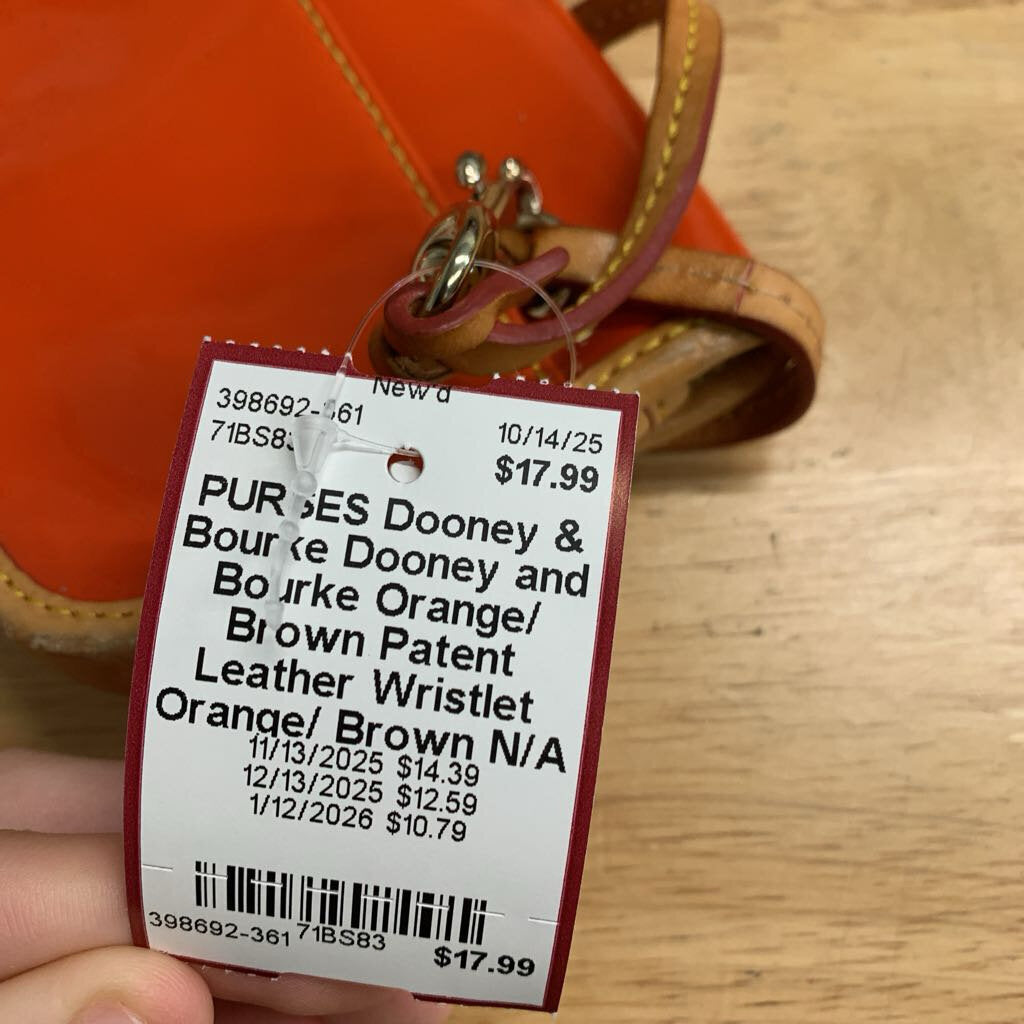 New'd
398692-361
71BS83
10/14/25
$17.99
PURSES Dooney &
Bourke Dooney and
Bourke Orange/
Brown Patent
Leather Wristlet
Orange/ Brown N/A
11/13/2025 $14.39
12/13/2025 $12.59
1/12/2026 $10.79
398692-361 71BS83
$17.99